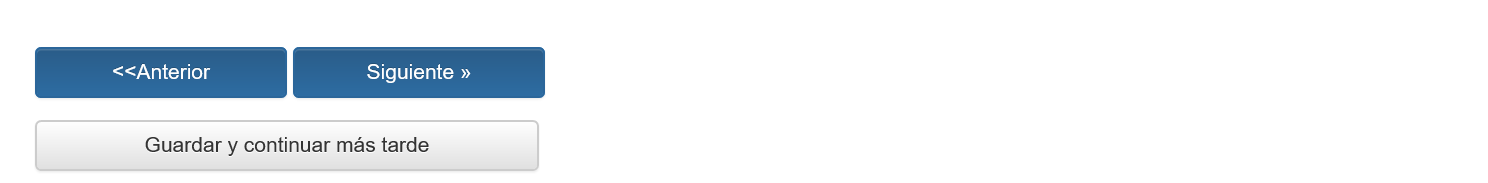 <<Anterior Siguiente »
Guardar y continuar más tarde